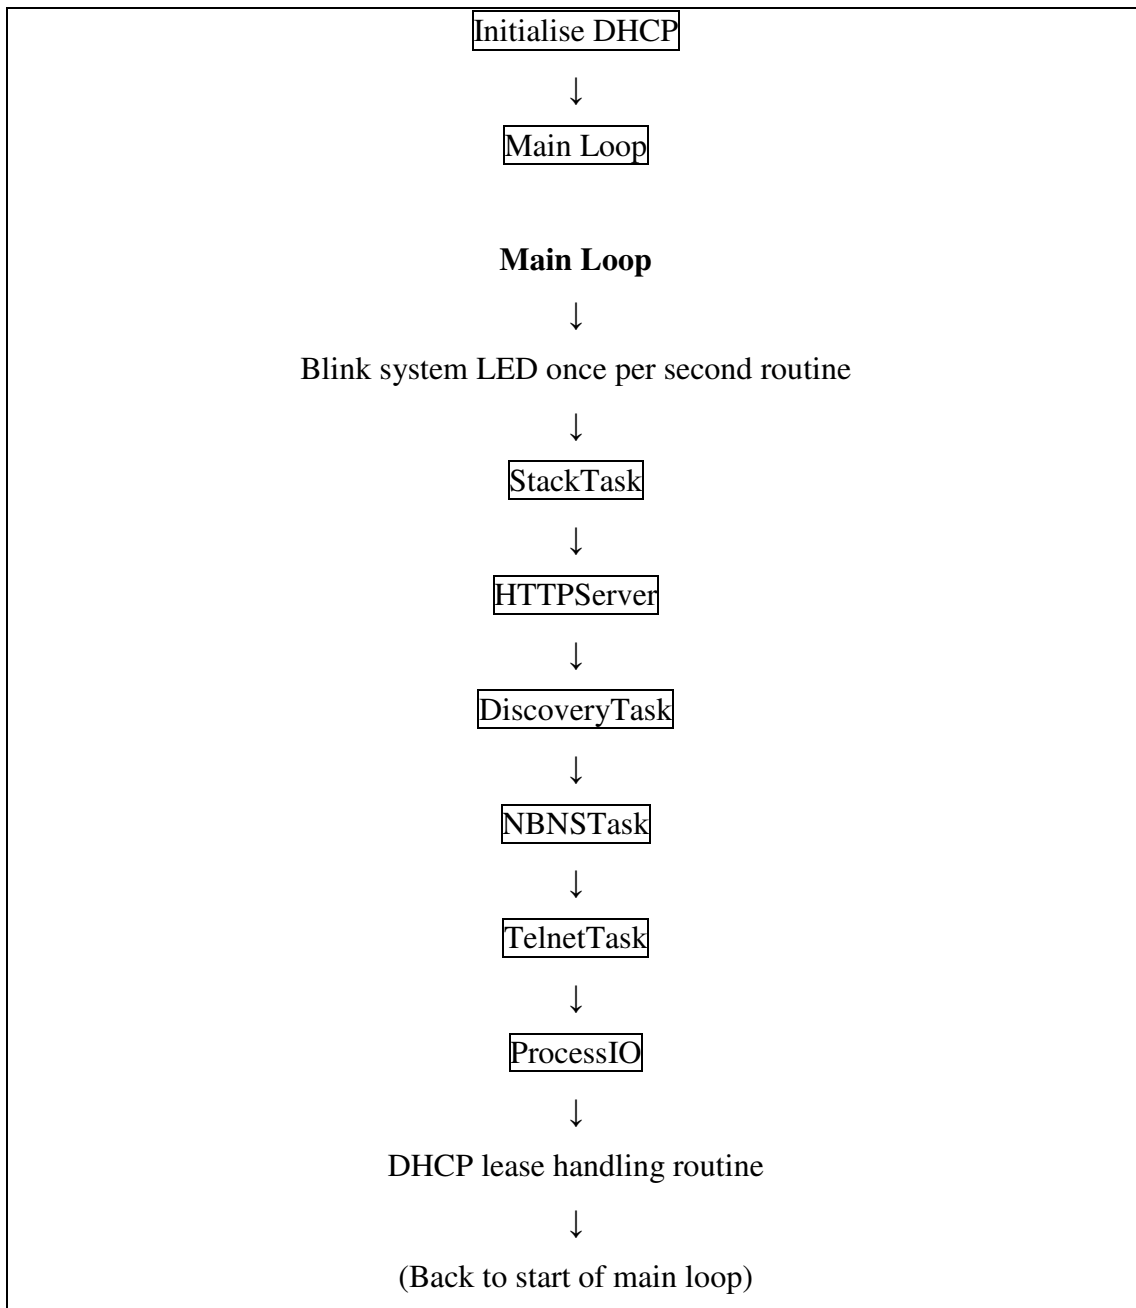 Initialise DHCP
↓
Main Loop
Main Loop
↓
Blink system LED once per second routine
↓
StackTask
↓
HTTPServer
↓
DiscoveryTask
↓
NBNSTask
↓
TelnetTask
↓
ProcessIO
↓
DHCP lease handling routine
↓
(Back to start of main loop)